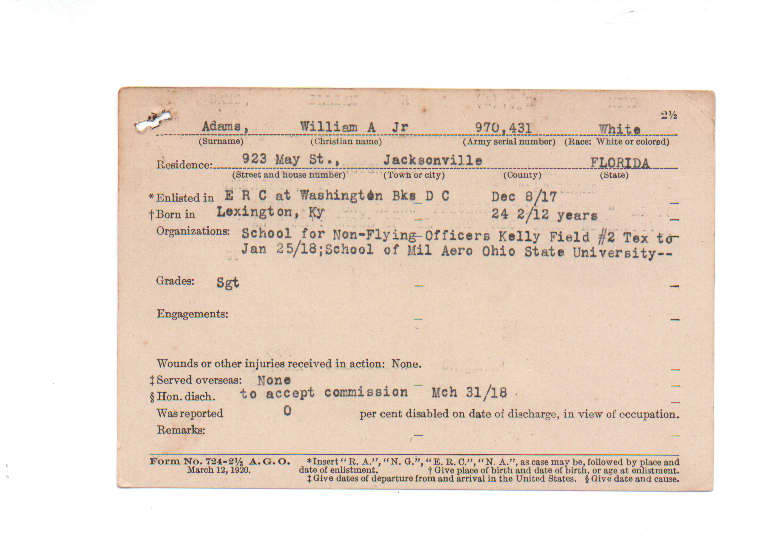 2½
Adams, William A Jr 970,431 White
(Surname) (Christian name) (Army serial number) (Race: White or colored)
Residence: 923 May St., Jacksonville FLORIDA
(Street and house number) (Town or city) (County) (State)
*Enlisted in E R C at Washington Bks D C Dec 8/17
†Born in Lexington, Ky 24 2/12 years
Organizations: School for Non-Flying Officers Kelly Field #2 Tex to
Jan 25/18;School of Mil Aero Ohio State University--
Grades: Sgt
Engagements:
Wounds or other injuries received in action: None.
‡Served overseas: None
§Hon. disch. to accept commission Mch 31/18
Was reported 0 per cent disabled on date of discharge, in view of occupation.
Remarks:
Form No. 724-2½ A. G. O. *Insert "R. A.", "N. G.", "E. R. C.", "N. A.", as case may be, followed by place and
March 12, 1920. date of enlistment. †Give place of birth and date of birth, or age at enlistment.
‡Give dates of departure from and arrival in the United States. §Give date and cause.